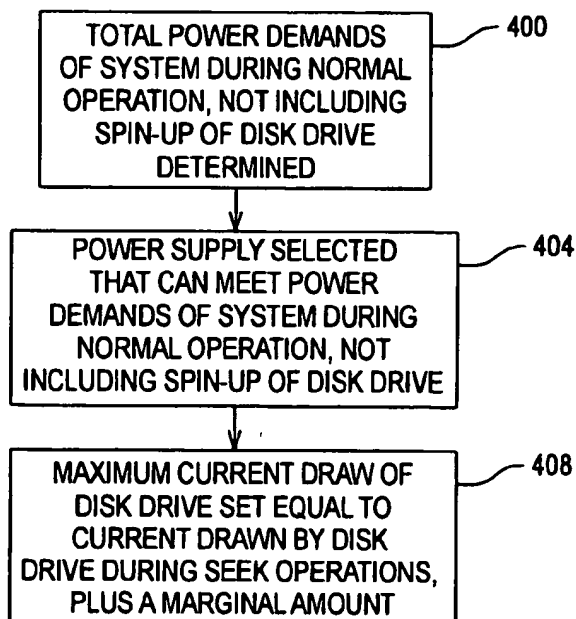 TOTAL POWER DEMANDS
OF SYSTEM DURING NORMAL
OPERATION, NOT INCLUDING
SPIN-UP OF DISK DRIVE
DETERMINED
400
POWER SUPPLY SELECTED
THAT CAN MEET POWER
DEMANDS OF SYSTEM DURING
NORMAL OPERATION, NOT
INCLUDING SPIN-UP OF DISK DRIVE
404
MAXIMUM CURRENT DRAW OF
DISK DRIVE SET EQUAL TO
CURRENT DRAWN BY DISK
DRIVE DURING SEEK OPERATIONS,
PLUS A MARGINAL AMOUNT
408